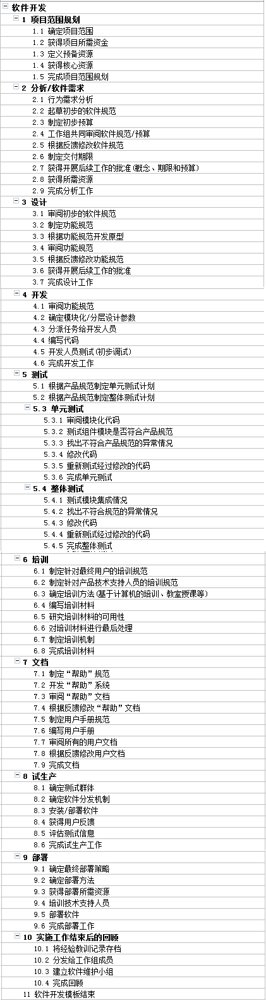 软件开发
1 项目范围规划
1.1 确定项目范围
1.2 获得项目所需资金
1.3 定义预备资源
1.4 获得核心资源
1.5 完成项目范围规划
2 分析/软件需求
2.1 行为需求分析
2.2 起草初步的软件规范
2.3 制定初步预算
2.4 工作组共同审阅软件规范/预算
2.5 根据反馈修改软件规范
2.6 制定交付期限
2.7 获得开展后续工作的批准(概念、期限和预算)
2.8 获得所需资源
2.9 完成分析工作
3 设计
3.1 审阅初步的软件规范
3.2 制定功能规范
3.3 根据功能规范开发原型
3.4 审阅功能规范
3.5 根据反馈修改功能规范
3.6 获得开展后续工作的批准
3.7 完成设计工作
4 开发
4.1 审阅功能规范
4.2 确定模块化/分层设计参数
4.3 分派任务给开发人员
4.4 编写代码
4.5 开发人员测试(初步调试)
4.6 完成开发工作
5 测试
5.1 根据产品规范制定单元测试计划
5.2 根据产品规范制定整体测试计划
5.3 单元测试
5.3.1 审阅模块化代码
5.3.2 测试组件模块是否符合产品规范
5.3.3 找出不符合产品规范的异常情况
5.3.4 修改代码
5.3.5 重新测试经过修改的代码
5.3.6 完成单元测试
5.4 整体测试
5.4.1 测试模块集成情况
5.4.2 找出不符合规范的异常情况
5.4.3 修改代码
5.4.4 重新测试经过修改的代码
5.4.5 完成整体测试
6 培训
6.1 制定针对最终用户的培训规范
6.2 制定针对产品技术支持人员的培训规范
6.3 确定培训方法(基于计算机的培训、教室授课等)
6.4 编写培训材料
6.5 研究培训材料的可用性
6.6 对培训材料进行最后处理
6.7 制定培训机制
6.8 完成培训材料
7 文档
7.1 制定“帮助”规范
7.2 开发“帮助”系统
7.3 审阅“帮助”文档
7.4 根据反馈修改“帮助”文档
7.5 制定用户手册规范
7.6 编写用户手册
7.7 审阅所有的用户文档
7.8 根据反馈修改用户文档
7.9 完成文档
8 试生产
8.1 确定测试群体
8.2 确定软件分发机制
8.3 安装/部署软件
8.4 获得用户反馈
8.5 评估测试信息
8.6 完成试生产工作
9 部署
9.1 确定最终部署策略
9.2 确定部署方法
9.3 获得部署所需资源
9.4 培训技术支持人员
9.5 部署软件
9.6 完成部署工作
10 实施工作结束后的回顾
10.1 将经验教训记录存档
10.2 分发给工作组成员
10.3 建立软件维护小组
10.4 完成回顾
11 软件开发模板结束